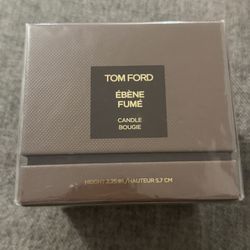 TOM FORD
ÉBÈNE
FUMÉ
CANDLE
BOUGIE
HEIGHT 2.25 IN./HAUTEUR 5.7 CM